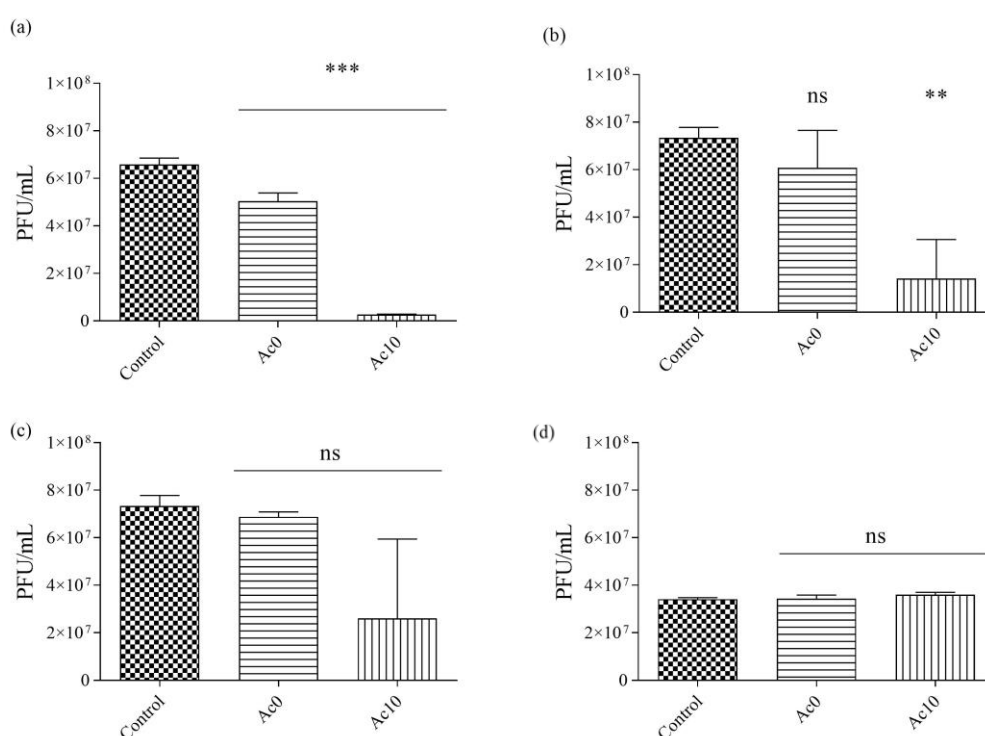 (a)
***
1×10⁸
8×10⁷
6×10⁷
4×10⁷
2×10⁷
0
PFU/mL
Control
Ac0
Ac10
(b)
ns
**
1×10⁸
8×10⁷
6×10⁷
4×10⁷
2×10⁷
0
PFU/mL
Control
Ac0
Ac10
(c)
ns
1×10⁸
8×10⁷
6×10⁷
4×10⁷
2×10⁷
0
PFU/mL
Control
Ac0
Ac10
(d)
ns
1×10⁸
8×10⁷
6×10⁷
4×10⁷
2×10⁷
0
PFU/mL
Control
Ac0
Ac10